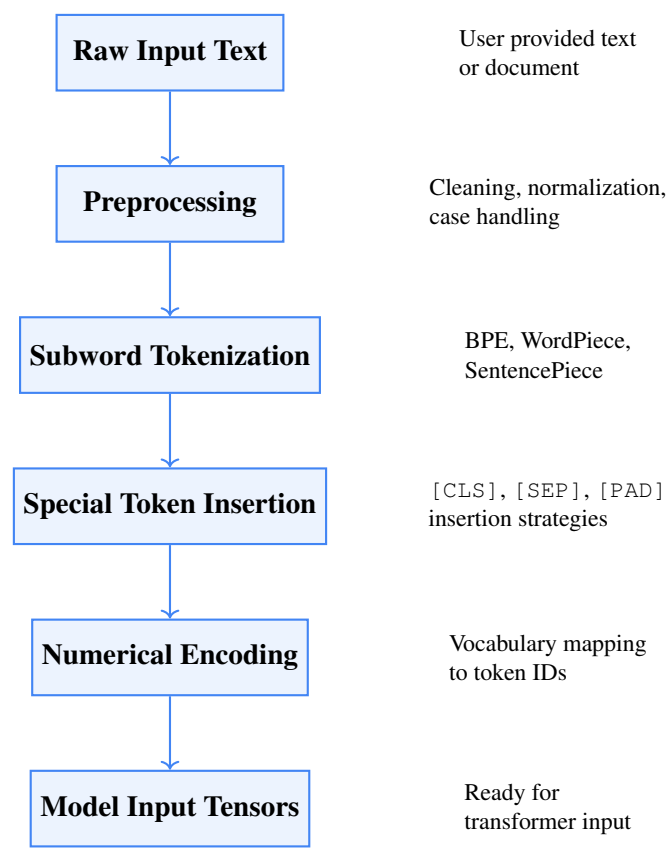 Raw Input Text
User provided text
or document
Preprocessing
Cleaning, normalization,
case handling
Subword Tokenization
BPE, WordPiece,
SentencePiece
Special Token Insertion
[CLS], [SEP], [PAD]
insertion strategies
Numerical Encoding
Vocabulary mapping
to token IDs
Model Input Tensors
Ready for
transformer input